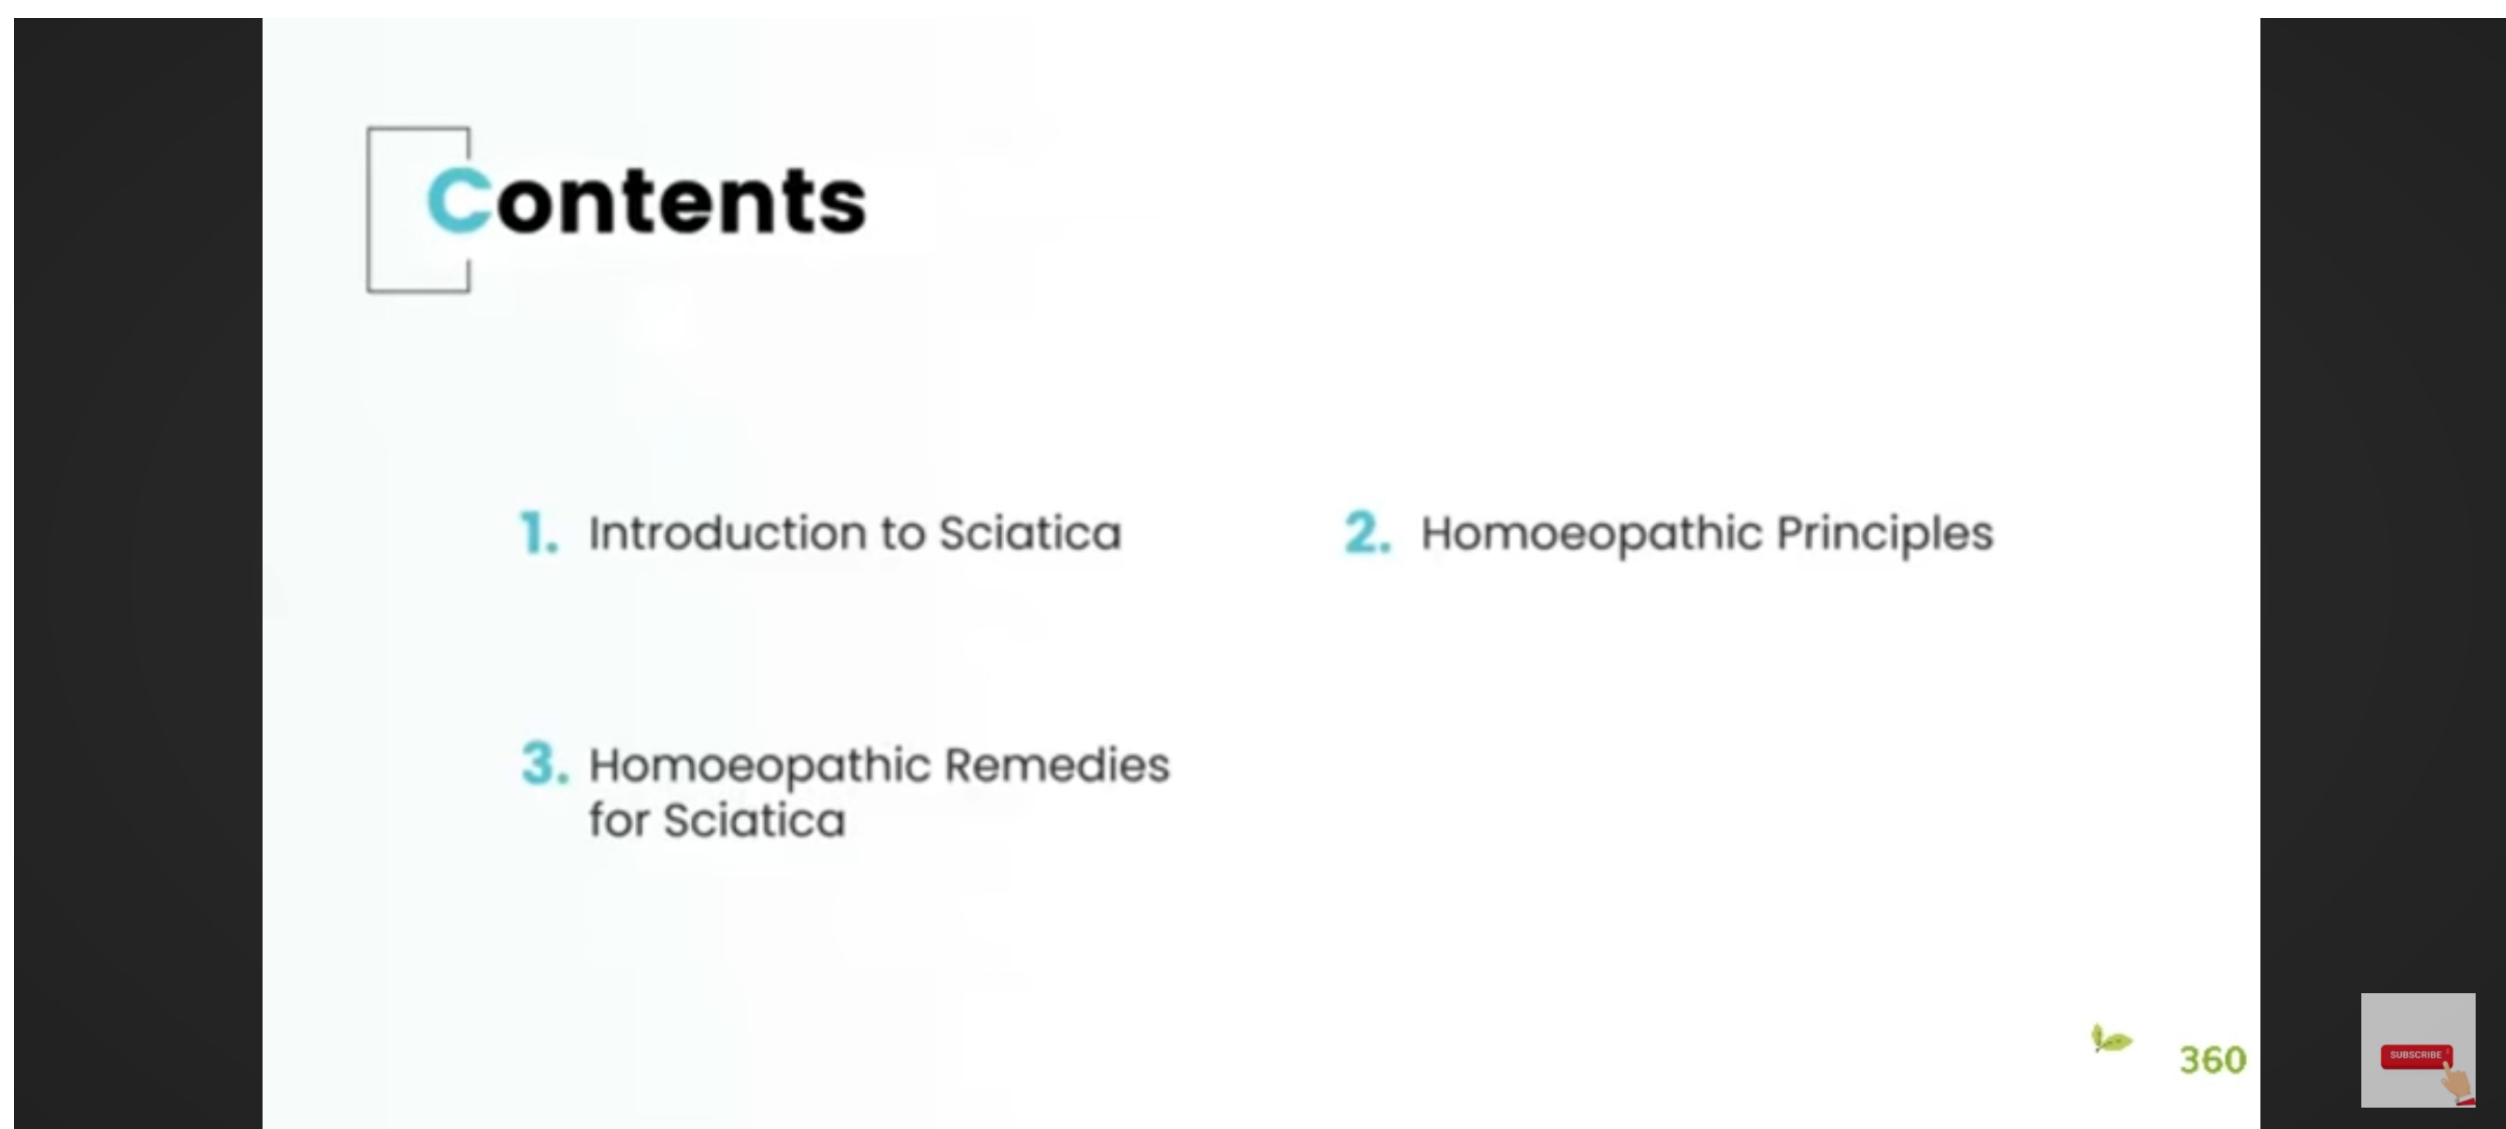 Contents
1. Introduction to Sciatica
2. Homoeopathic Principles
3. Homoeopathic Remedies
for Sciatica
360
SUBSCRIBE